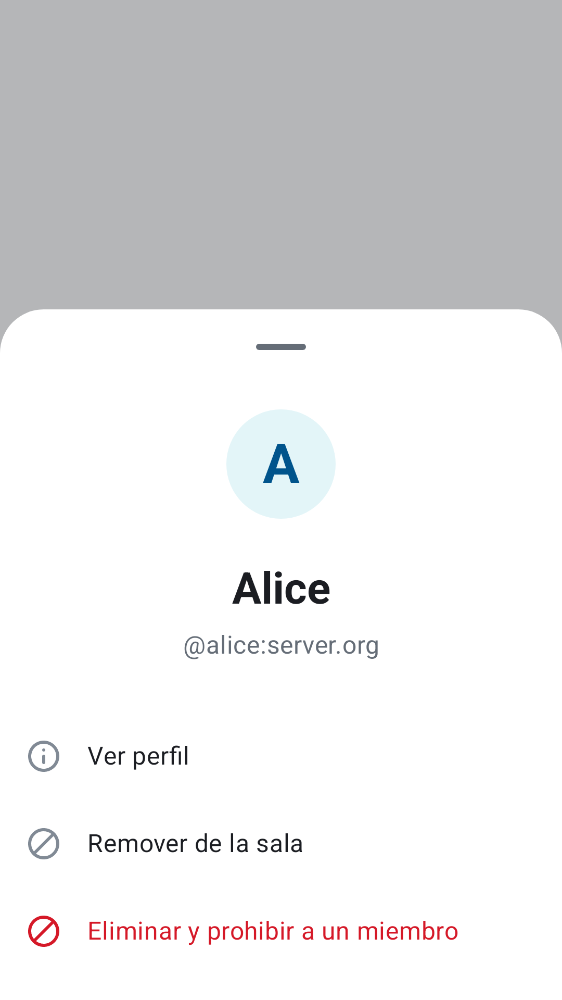 A
Alice
@alice:server.org
Ver perfil
Remover de la sala
Eliminar y prohibir a un miembro